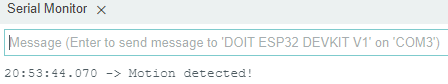 Serial Monitor
Message (Enter to send message to 'DOIT ESP32 DEVKIT V1' on 'COM3')
20:53:44.070 -> Motion detected!